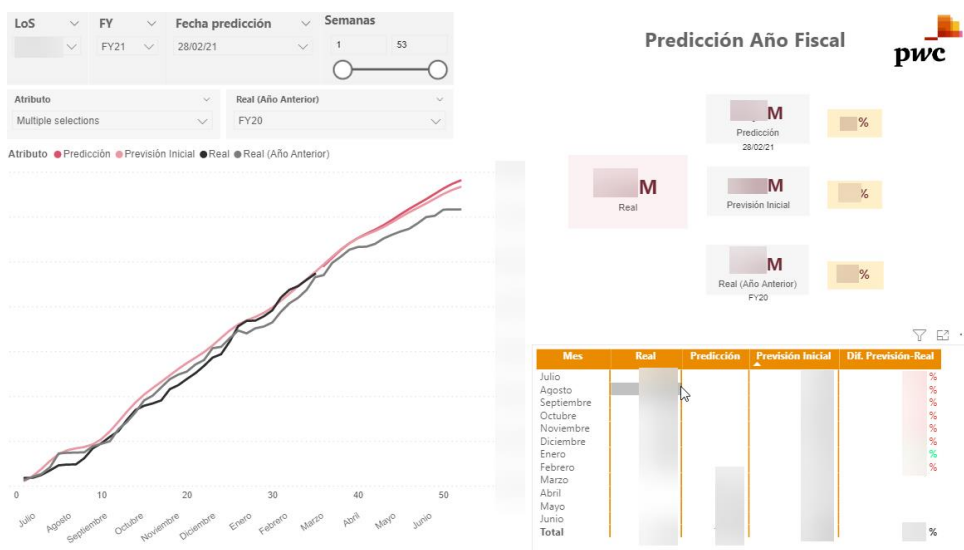 LoS
FY
Fecha predicción
Semanas
FY21
28/02/21
1
53
Atributo
Real (Año Anterior)
Multiple selections
FY20
Atributo Predicción Previsión Inicial Real Real (Año Anterior)
0
10
20
30
40
50
Julio
Agosto
Septiembre
Octubre
Noviembre
Diciembre
Enero
Febrero
Marzo
Abril
Mayo
Junio
Predicción Año Fiscal
pwc
M
Real
M
Predicción
28/02/21
%
M
Previsión Inicial
%
M
Real (Año Anterior)
FY20
%
Mes Real Predicción Previsión Inicial Dif. Previsión-Real
Julio %
Agosto %
Septiembre %
Octubre %
Noviembre %
Diciembre %
Enero %
Febrero %
Marzo
Abril
Mayo
Junio
Total %